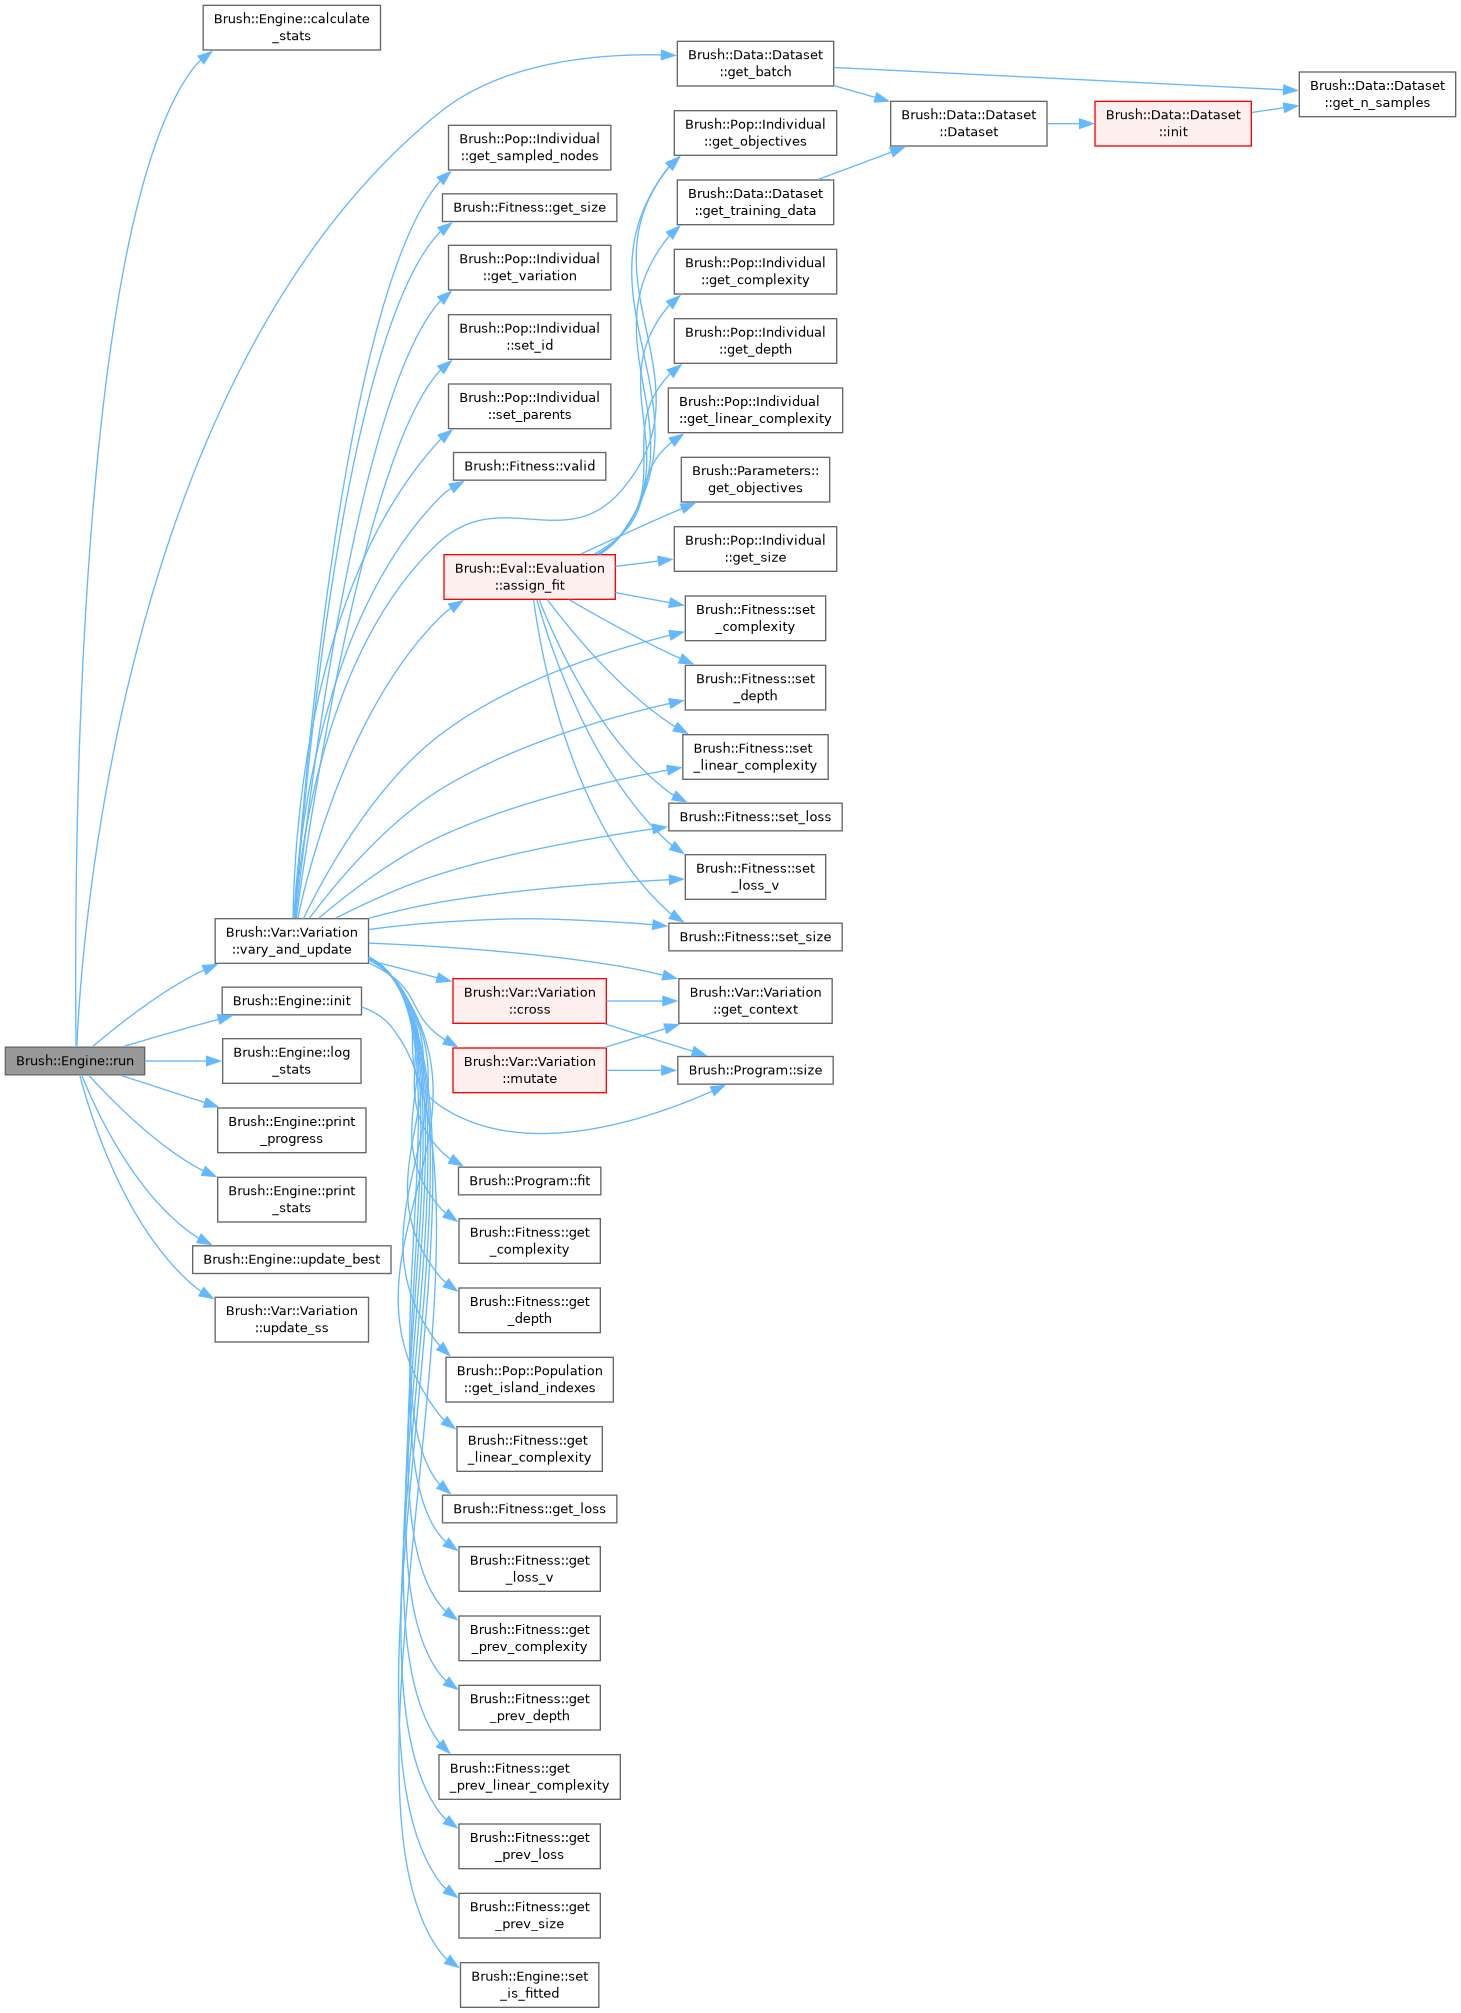 Brush::Engine::calculate
_stats
Brush::Data::Dataset
::get_batch
Brush::Data::Dataset
::get_n_samples
Brush::Data::Dataset
::Dataset
Brush::Data::Dataset
::init
Brush::Pop::Individual
::get_objectives
Brush::Pop::Individual
::get_sampled_nodes
Brush::Data::Dataset
::get_training_data
Brush::Fitness::get_size
Brush::Pop::Individual
::get_variation
Brush::Pop::Individual
::get_complexity
Brush::Pop::Individual
::set_id
Brush::Pop::Individual
::get_depth
Brush::Pop::Individual
::set_parents
Brush::Pop::Individual
::get_linear_complexity
Brush::Fitness::valid
Brush::Parameters::
get_objectives
Brush::Pop::Individual
::get_size
Brush::Eval::Evaluation
::assign_fit
Brush::Fitness::set
_complexity
Brush::Fitness::set
_depth
Brush::Fitness::set
_linear_complexity
Brush::Fitness::set_loss
Brush::Fitness::set
_loss_v
Brush::Fitness::set_size
Brush::Var::Variation
::vary_and_update
Brush::Engine::init
Brush::Var::Variation
::cross
Brush::Var::Variation
::get_context
Brush::Engine::run
Brush::Engine::log
_stats
Brush::Var::Variation
::mutate
Brush::Program::size
Brush::Engine::print
_progress
Brush::Engine::print
_stats
Brush::Program::fit
Brush::Fitness::get
_complexity
Brush::Engine::update_best
Brush::Var::Variation
::update_ss
Brush::Fitness::get
_depth
Brush::Pop::Population
::get_island_indexes
Brush::Fitness::get
_linear_complexity
Brush::Fitness::get_loss
Brush::Fitness::get
_loss_v
Brush::Fitness::get
_prev_complexity
Brush::Fitness::get
_prev_depth
Brush::Fitness::get
_prev_linear_complexity
Brush::Fitness::get
_prev_loss
Brush::Fitness::get
_prev_size
Brush::Engine::set
_is_fitted